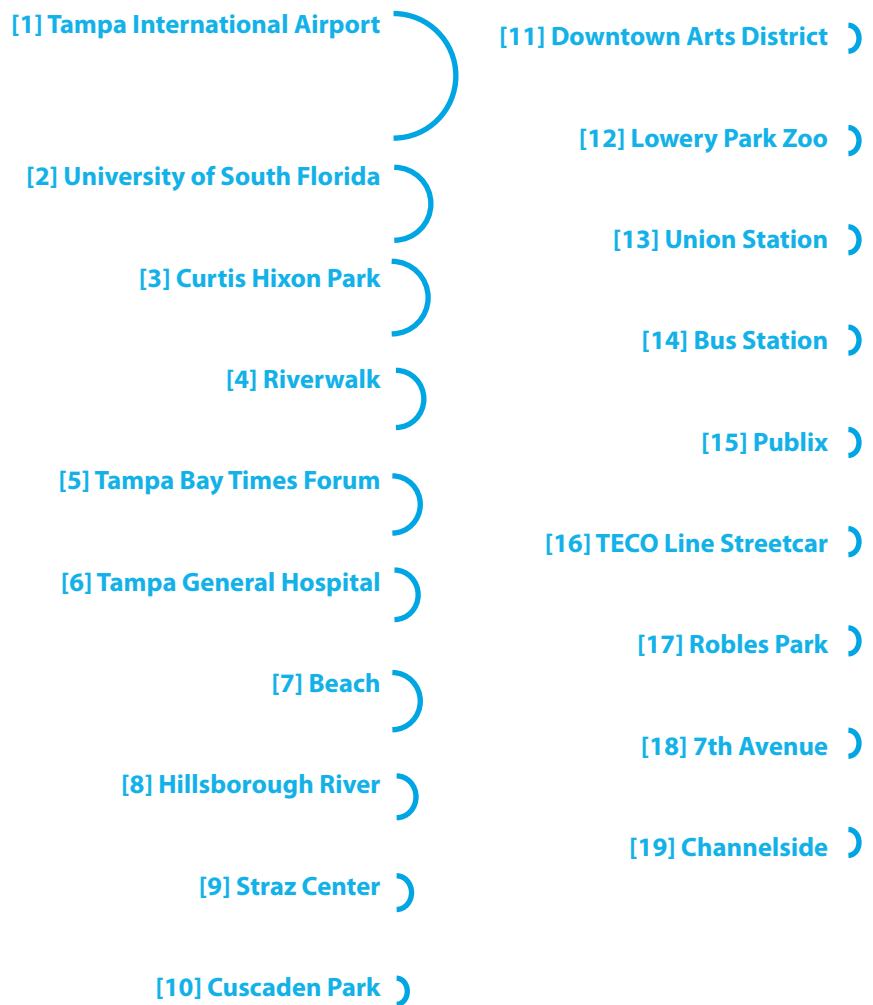 [1] Tampa International Airport
[2] University of South Florida
[3] Curtis Hixon Park
[4] Riverwalk
[5] Tampa Bay Times Forum
[6] Tampa General Hospital
[7] Beach
[8] Hillsborough River
[9] Straz Center
[10] Cuscaden Park
[11] Downtown Arts District
[12] Lowery Park Zoo
[13] Union Station
[14] Bus Station
[15] Publix
[16] TECO Line Streetcar
[17] Robles Park
[18] 7th Avenue
[19] Channelside